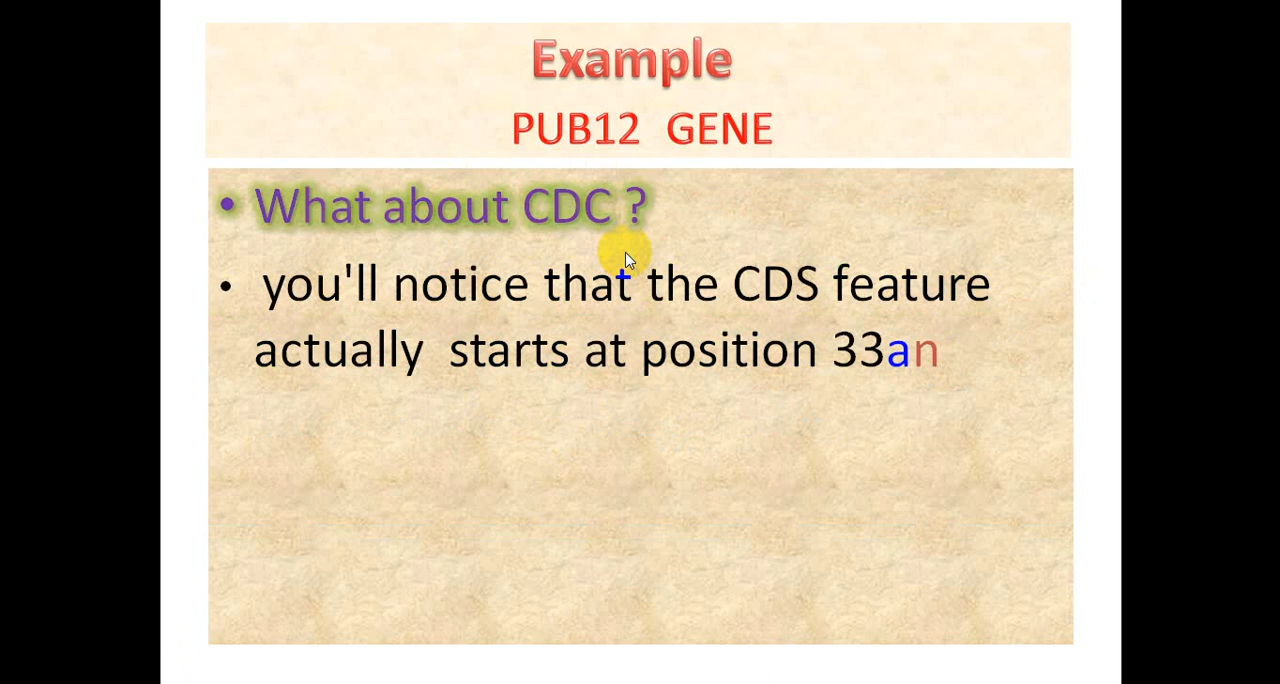 Example
PUB12 GENE
• What about CDC ?
• you'll notice that the CDS feature
actually starts at position 33an